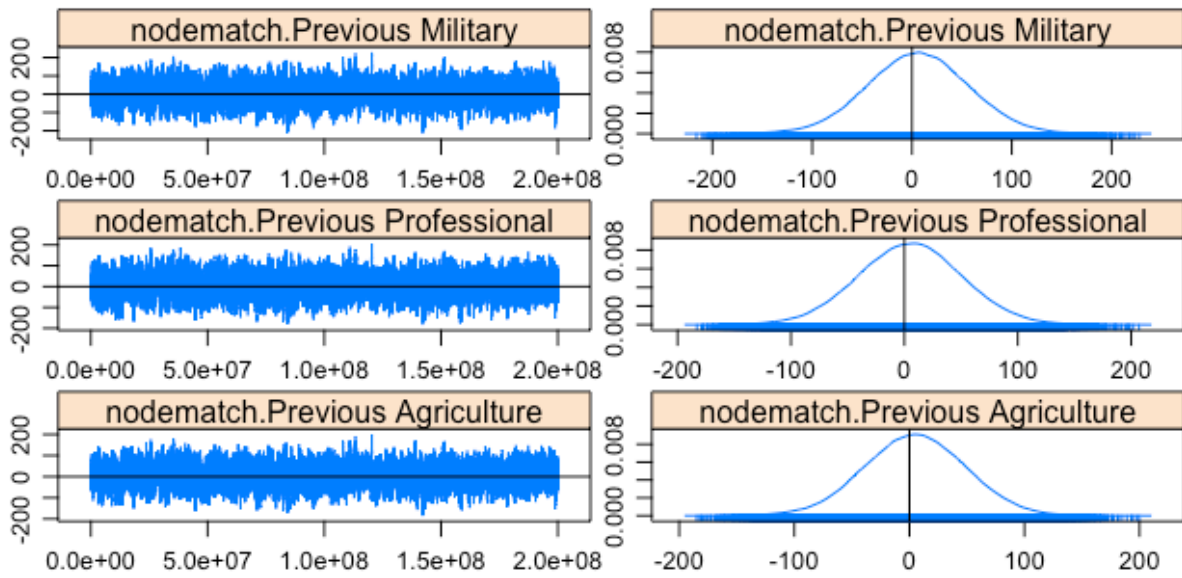 nodematch.Previous Military
nodematch.Previous Military
-200 0 200
0.000 0.008
0.0e+00 5.0e+07 1.0e+08 1.5e+08 2.0e+08
-200 -100 0 100 200
nodematch.Previous Professional
nodematch.Previous Professional
-200 0 200
0.000 0.008
0.0e+00 5.0e+07 1.0e+08 1.5e+08 2.0e+08
-200 -100 0 100 200
nodematch.Previous Agriculture
nodematch.Previous Agriculture
-200 0 200
0.000 0.008
0.0e+00 5.0e+07 1.0e+08 1.5e+08 2.0e+08
-200 -100 0 100 200